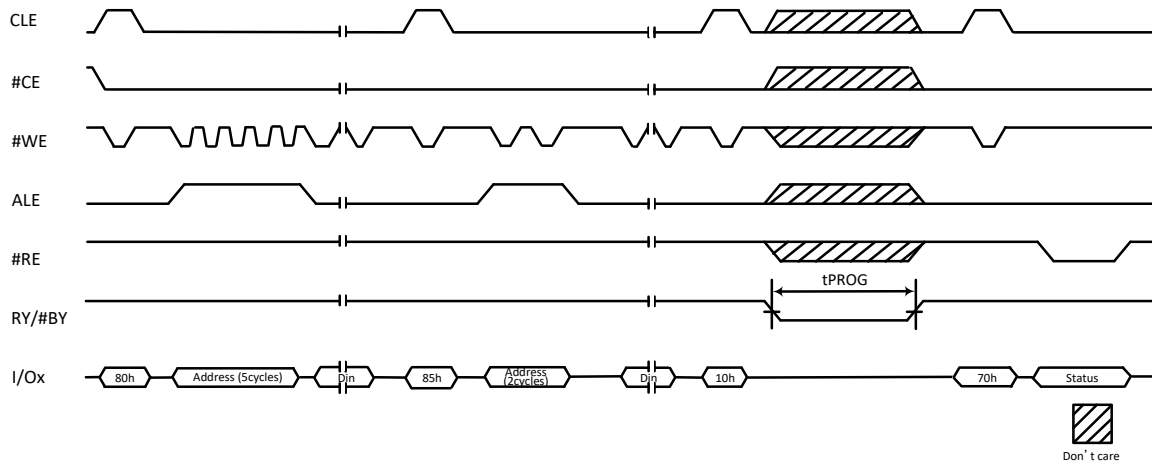 CLE
#CE
#WE
ALE
#RE
tPROG
RY/#BY
I/Ox
80h
Address (5cycles)
Din
85h
Address
(2cycles)
Din
10h
70h
Status
Don’t care